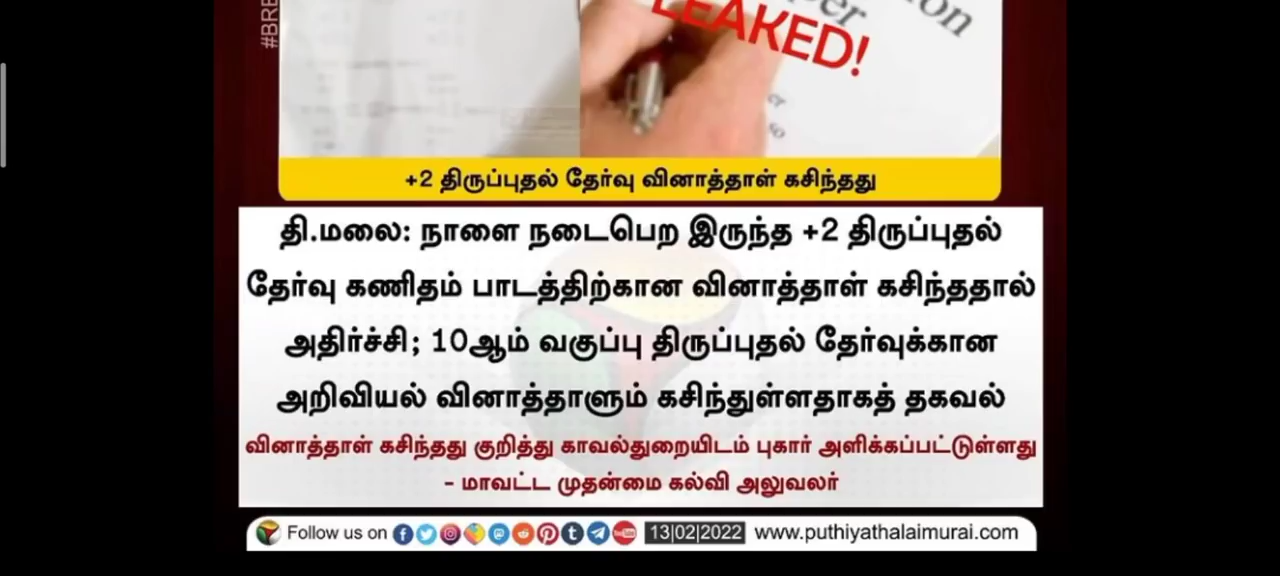 #BRE
LEAKED!
+2 திருப்புதல் தேர்வு வினாத்தாள் கசிந்தது
தி.மலை: நாளை நடைபெற இருந்த +2 திருப்புதல்
தேர்வு கணிதம் பாடத்திற்கான வினாத்தாள் கசிந்ததால்
அதிர்ச்சி; 10ஆம் வகுப்பு திருப்புதல் தேர்வுக்கான
அறிவியல் வினாத்தாளும் கசிந்துள்ளதாகத் தகவல்
வினாத்தாள் கசிந்தது குறித்து காவல்துறையிடம் புகார் அளிக்கப்பட்டுள்ளது
- மாவட்ட முதன்மை கல்வி அலுவலர்
Follow us on 13|02|2022 www.puthiyathalaimurai.com